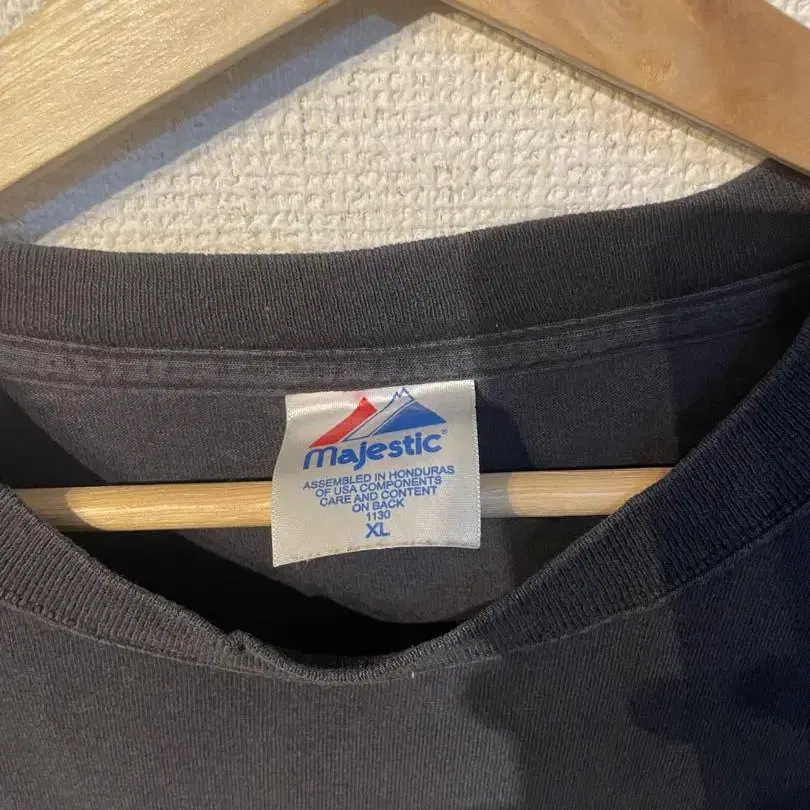 majestic®
ASSEMBLED IN HONDURAS
OF USA COMPONENTS
CARE AND CONTENT
ON BACK
1130
XL